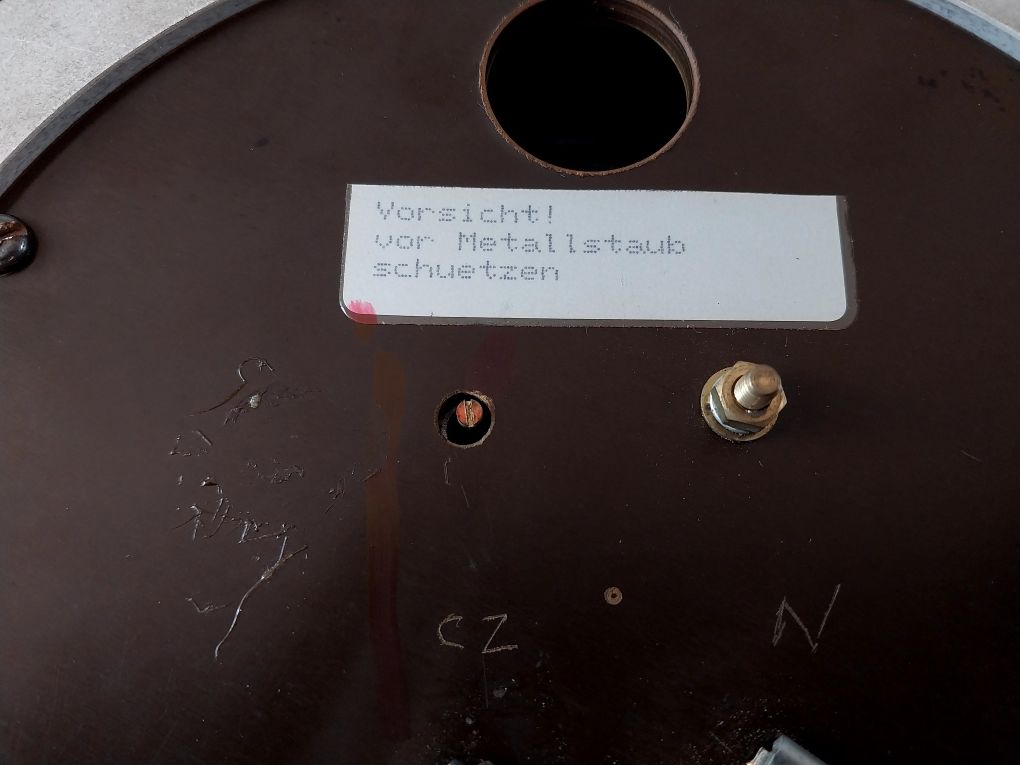 Vorsicht!
vor Metallstaub
schuetzen
CZ N